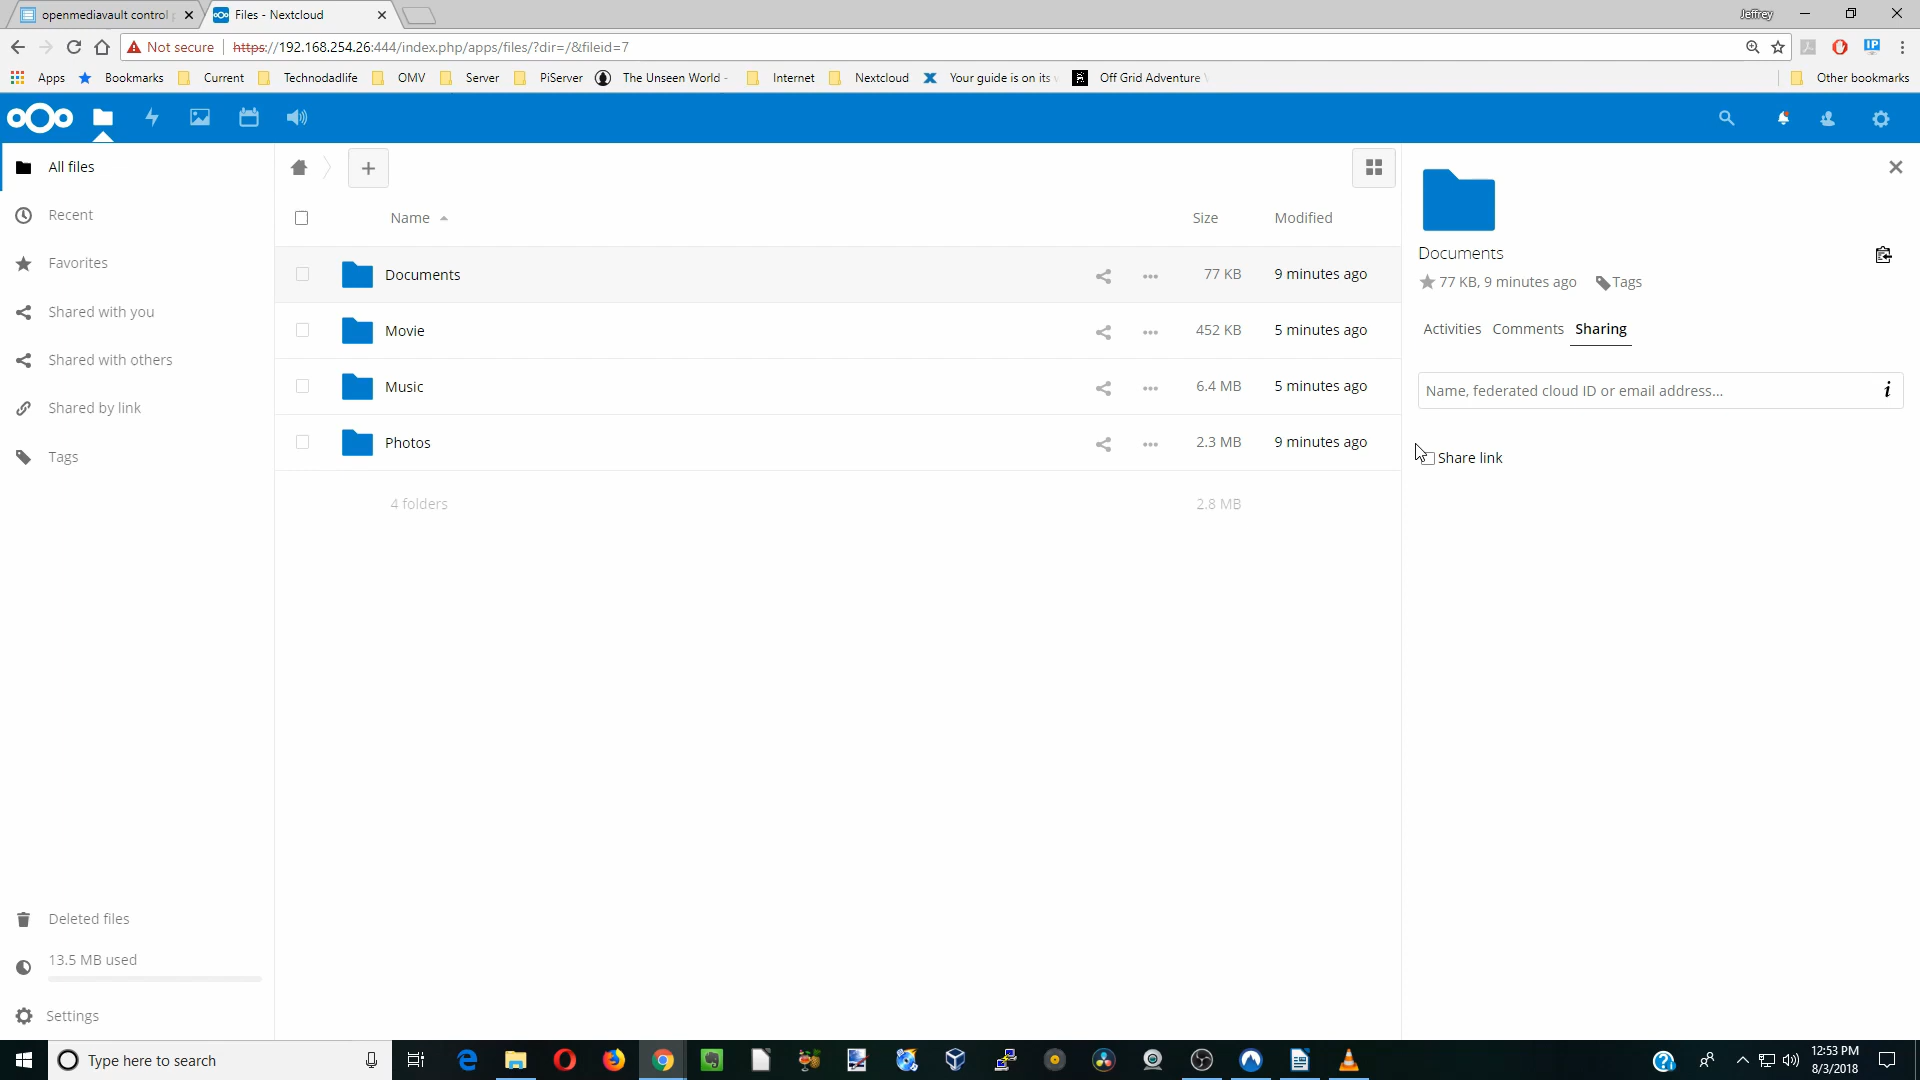 openmediavault control
Files - Nextcloud
Jeffrey
Not secure
https://192.168.254.26:444/index.php/apps/files/?dir=/&fileid=7
Apps
Bookmarks
Current
Technodadlife
OMV
Server
PiServer
The Unseen World -
Internet
Nextcloud
Your guide is on its
Off Grid Adventure
Other bookmarks
All files
Recent
Favorites
Shared with you
Shared with others
Shared by link
Tags
Deleted files
13.5 MB used
Settings
Name Size Modified
Documents 77 KB 9 minutes ago
Movie 452 KB 5 minutes ago
Music 6.4 MB 5 minutes ago
Photos 2.3 MB 9 minutes ago
4 folders 2.8 MB
Documents
77 KB, 9 minutes ago Tags
Activities Comments Sharing
Name, federated cloud ID or email address... i
Share link
Type here to search
12:53 PM
8/3/2018
IP